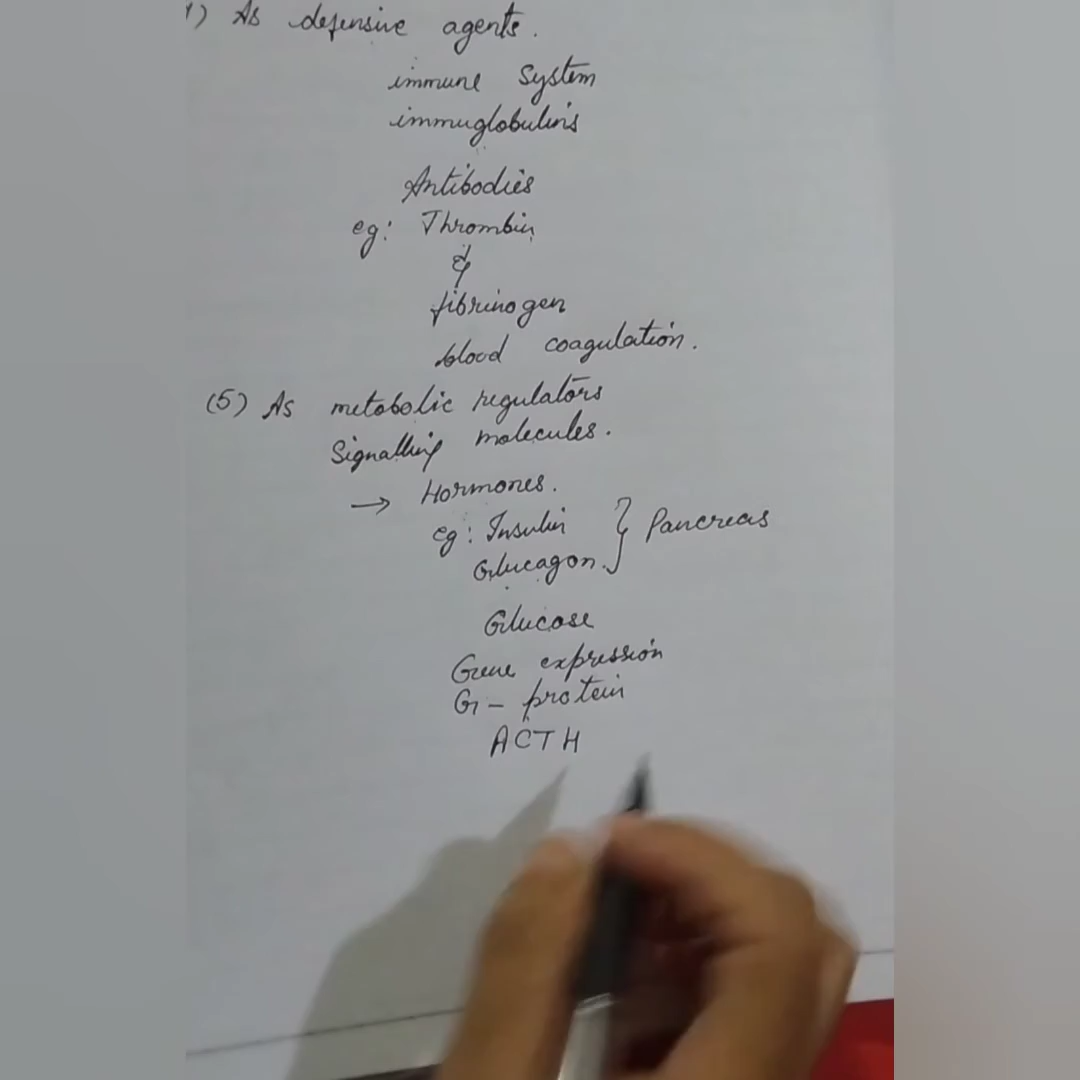 ) As defensive agents.
immune System
immuglobulins
Antibodies
eg: Thrombin
&
fibrinogen
blood coagulation.
(5) As metabolic regulators
Signalling molecules.
→ Hormones.
eg: Insulin } Pancreas
Glucagon.
Glucose
Gene expression
G - protein
ACTH